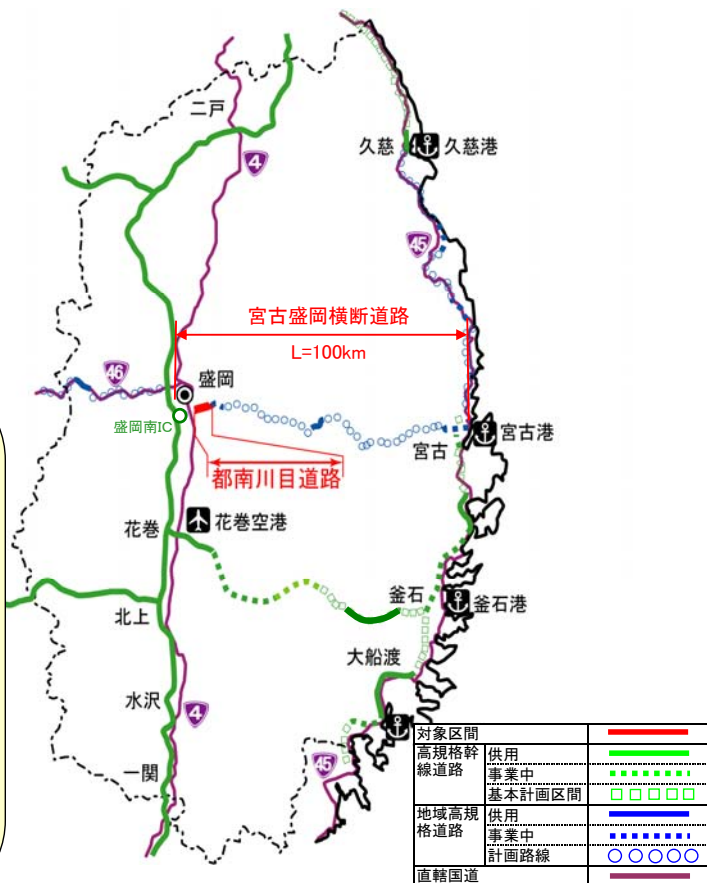 二戸
4
久慈
久慈港
45
宮古盛岡横断道路
L=100km
46
盛岡
盛岡南IC
宮古
宮古港
都南川目道路
花巻
花巻空港
釜石
釜石港
北上
大船渡
水沢
4
45
一関
対象区間
高規格幹線道路
供用
事業中
基本計画区間
地域高規格道路
供用
事業中
計画路線
直轄国道